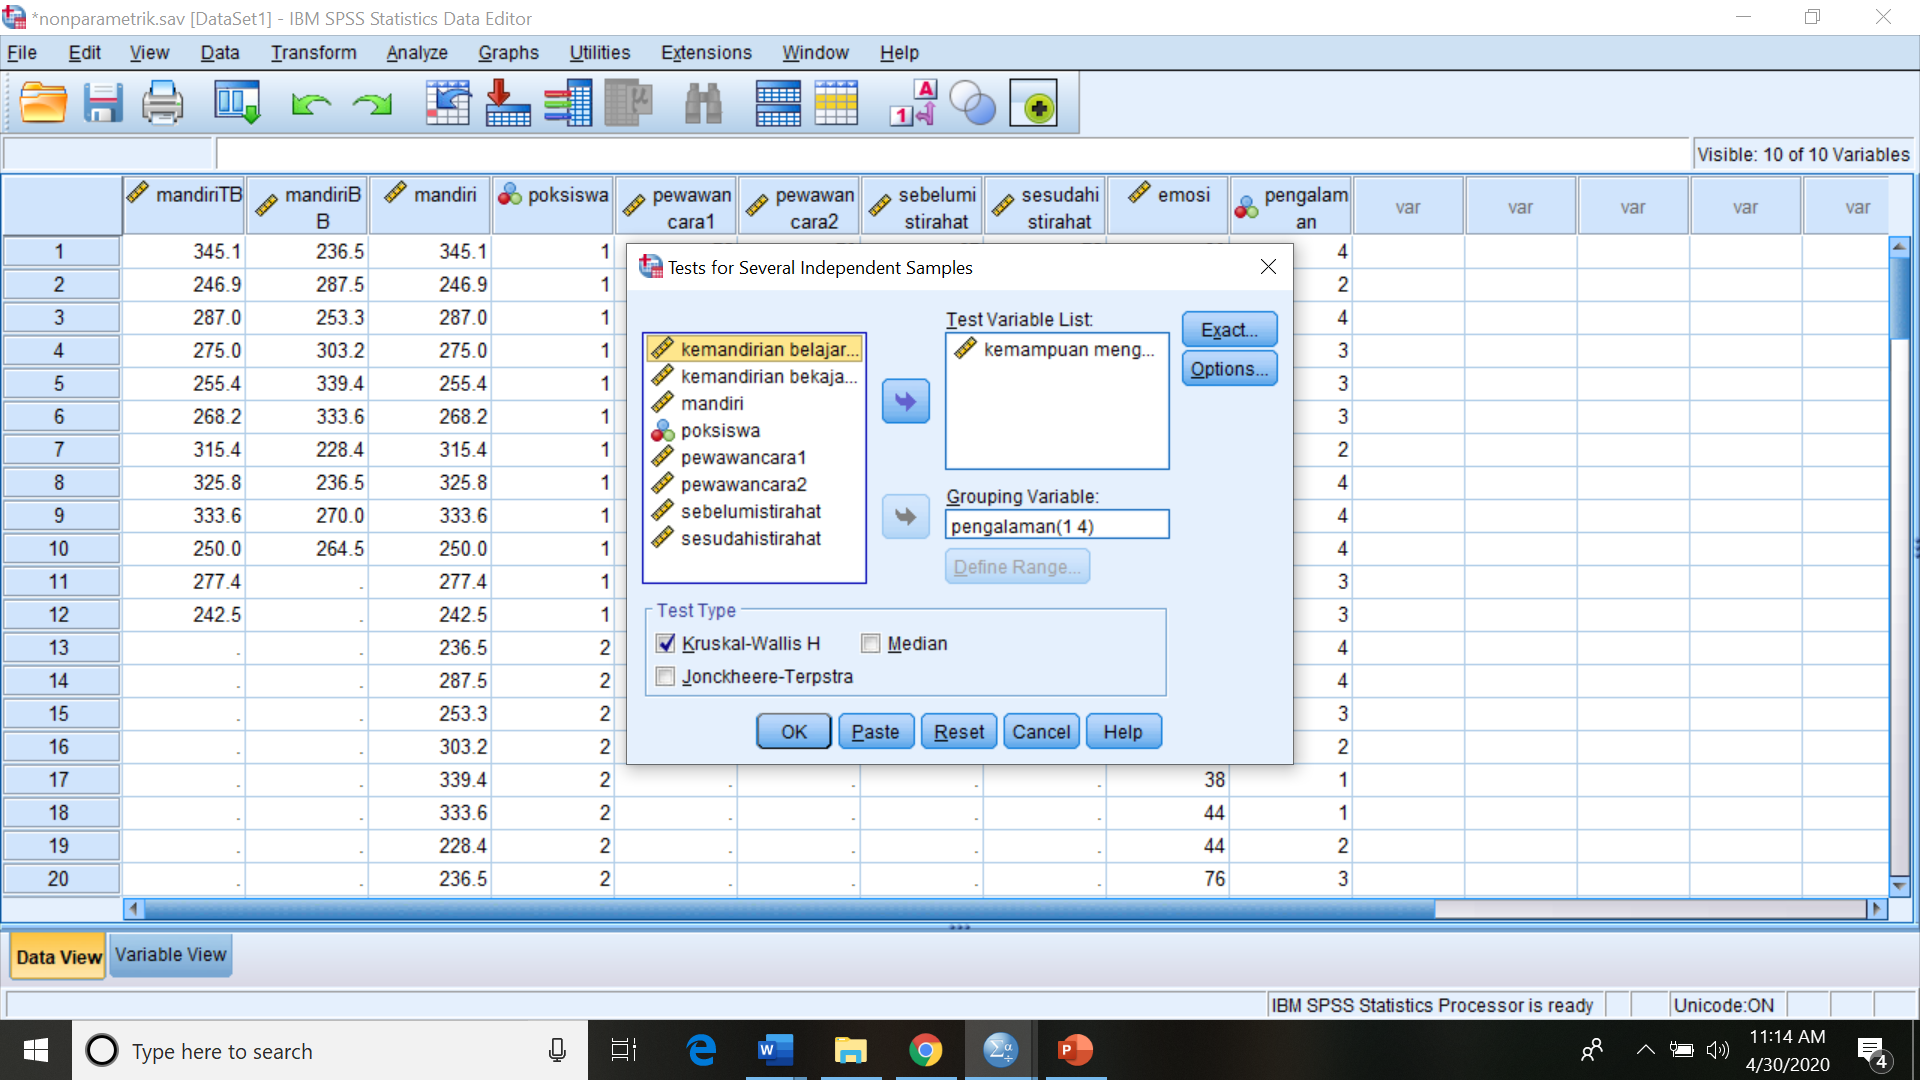 *nonparametrik.sav [DataSet1] - IBM SPSS Statistics Data Editor
File Edit View Data Transform Analyze Graphs Utilities Extensions Window Help
Visible: 10 of 10 Variables
mandiriTB mandiriB B mandiri poksiswa pewawan cara1 pewawan cara2 sebelumi stirahat sesudahi stirahat emosi pengalam an var var var var var
1 345.1 236.5 345.1 1 4
2 246.9 287.5 246.9 1 2
3 287.0 253.3 287.0 1 4
4 275.0 303.2 275.0 1 3
5 255.4 339.4 255.4 1 3
6 268.2 333.6 268.2 1 3
7 315.4 228.4 315.4 1 2
8 325.8 236.5 325.8 1 4
9 333.6 270.0 333.6 1 4
10 250.0 264.5 250.0 1 4
11 277.4 . 277.4 1 3
12 242.5 . 242.5 1 3
13 . . 236.5 2 4
14 . . 287.5 2 4
15 . . 253.3 2 3
16 . . 303.2 2 2
17 . . 339.4 2 . . . . 38 1
18 . . 333.6 2 . . . . 44 1
19 . . 228.4 2 . . . . 44 2
20 . . 236.5 2 . . . . 76 3
Tests for Several Independent Samples
kemandirian belajar...
kemandirian bekaja...
mandiri
poksiswa
pewawancara1
pewawancara2
sebelumistirahat
sesudahistirahat
Test Variable List:
kemampuan meng...
Exact...
Options...
Grouping Variable:
pengalaman(1 4)
Define Range...
Test Type
Kruskal-Wallis H Median
Jonckheere-Terpstra
OK Paste Reset Cancel Help
Data View Variable View
IBM SPSS Statistics Processor is ready Unicode:ON
Type here to search
11:14 AM
4/30/2020
4